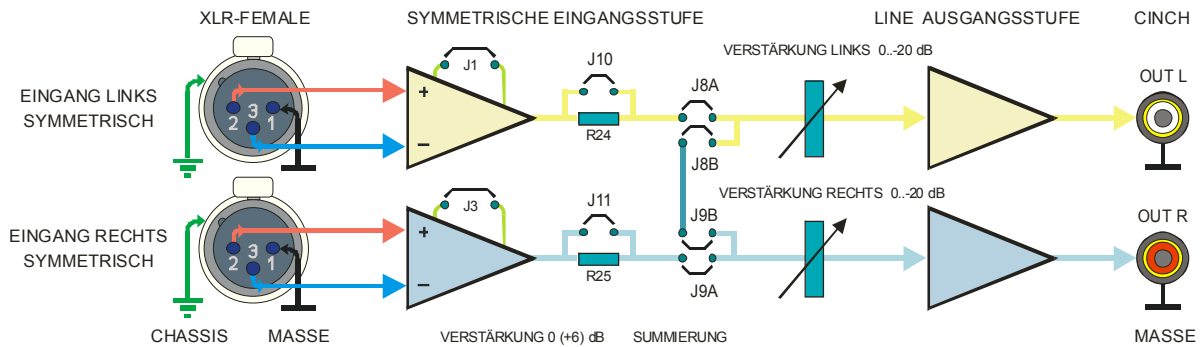 XLR-FEMALE
SYMMETRISCHE EINGANGSSTUFE
LINE AUSGANGSSTUFE
CINCH
VERSTÄRKUNG LINKS 0..-20 dB
J1
J10
J8A
OUT L
EINGANG LINKS
SYMMETRISCH
2 3 1
+
−
R24
J8B
VERSTÄRKUNG RECHTS 0..-20 dB
J3
J11
J9B
OUT R
EINGANG RECHTS
SYMMETRISCH
2 3 1
+
−
R25
J9A
CHASSIS
MASSE
VERSTÄRKUNG 0 (+6) dB
SUMMIERUNG
MASSE